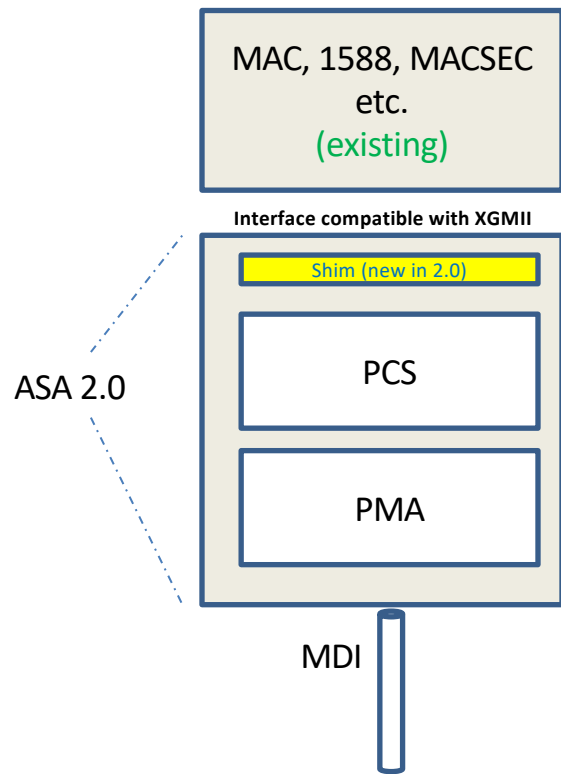 MAC, 1588, MACSEC
etc.
(existing)
Interface compatible with XGMII
Shim (new in 2.0)
PCS
ASA 2.0
PMA
MDI